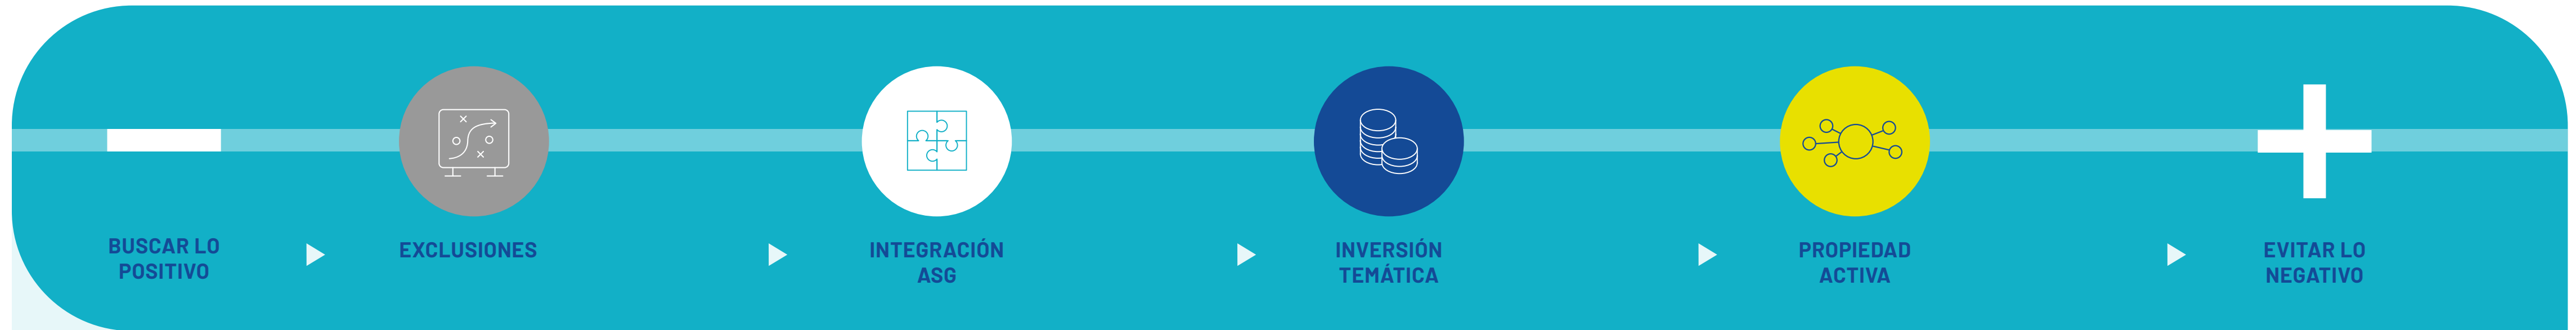 BUSCAR LO
POSITIVO
EXCLUSIONES
INTEGRACIÓN
ASG
INVERSIÓN
TEMÁTICA
PROPIEDAD
ACTIVA
EVITAR LO
NEGATIVO